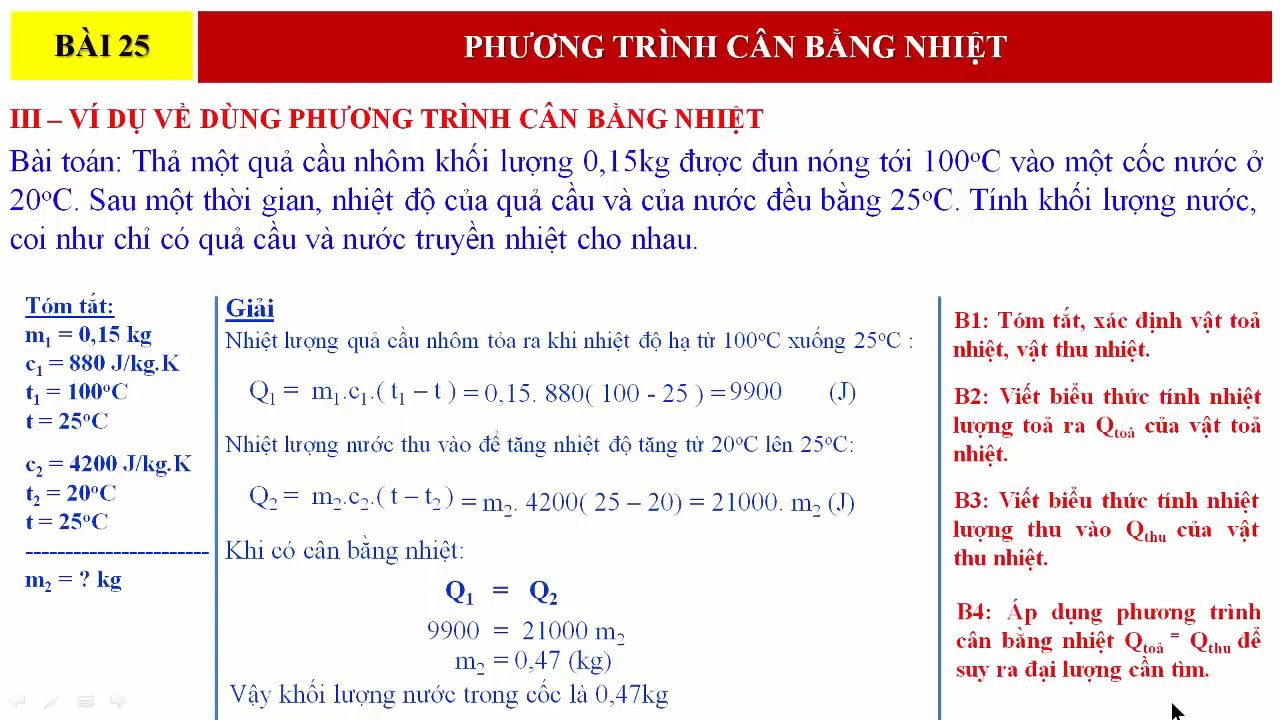 BÀI 25
PHƯƠNG TRÌNH CÂN BẰNG NHIỆT
III – VÍ DỤ VỀ DÙNG PHƯƠNG TRÌNH CÂN BẰNG NHIỆT
Bài toán: Thả một quả cầu nhôm khối lượng 0,15kg được đun nóng tới 100ᵒC vào một cốc nước ở
20ᵒC. Sau một thời gian, nhiệt độ của quả cầu và của nước đều bằng 25ᵒC. Tính khối lượng nước,
coi như chỉ có quả cầu và nước truyền nhiệt cho nhau.
Tóm tắt:
m₁ = 0,15 kg
c₁ = 880 J/kg.K
t₁ = 100ᵒC
t = 25ᵒC
c₂ = 4200 J/kg.K
t₂ = 20ᵒC
t = 25ᵒC
-----------------------
m₂ = ? kg
Giải
Nhiệt lượng quả cầu nhôm tỏa ra khi nhiệt độ hạ từ 100ᵒC xuống 25ᵒC :
Q₁ = m₁.c₁.( t₁ – t ) = 0,15. 880( 100 - 25 ) = 9900 (J)
Nhiệt lượng nước thu vào để tăng nhiệt độ tăng từ 20ᵒC lên 25ᵒC:
Q₂ = m₂.c₂.( t – t₂ ) = m₂. 4200( 25 – 20) = 21000. m₂ (J)
Khi có cân bằng nhiệt:
Q₁ = Q₂
9900 = 21000 m₂
m₂ = 0,47 (kg)
Vậy khối lượng nước trong cốc là 0,47kg
B1: Tóm tắt, xác định vật toả
nhiệt, vật thu nhiệt.
B2: Viết biểu thức tính nhiệt
lượng toả ra Qtoả của vật toả
nhiệt.
B3: Viết biểu thức tính nhiệt
lượng thu vào Qthu của vật
thu nhiệt.
B4: Áp dụng phương trình
cân bằng nhiệt Qtoả = Qthu để
suy ra đại lượng cần tìm.